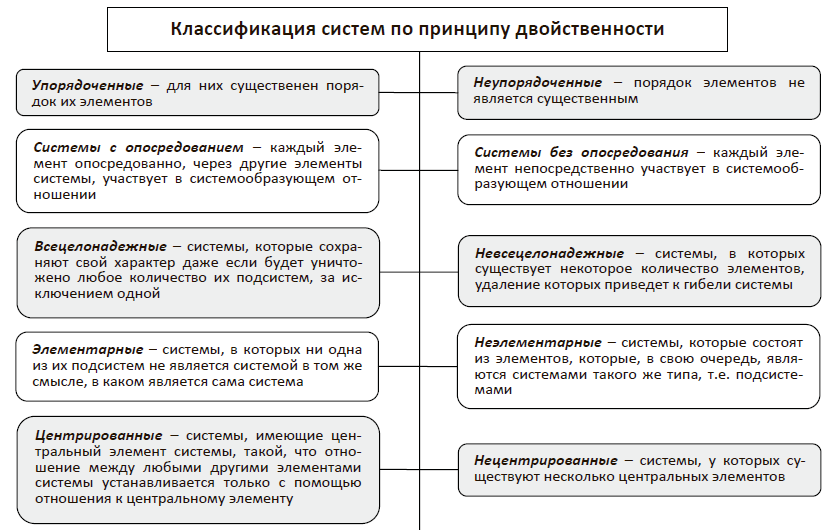 Классификация систем по принципу двойственности
Упорядоченные – для них существенен поря-
док их элементов
Неупорядоченные – порядок элементов не
является существенным
Системы с опосредованием – каждый эле-
мент опосредованно, через другие элементы
системы, участвует в системообразующем от-
ношении
Системы без опосредования – каждый эле-
мент непосредственно участвует в системооб-
разующем отношении
Всецелонадежные – системы, которые сохра-
няют свой характер даже если будет уничто-
жено любое количество их подсистем, за ис-
ключением одной
Невсецелонадежные – системы, в которых
существует некоторое количество элементов,
удаление которых приведет к гибели системы
Элементарные – системы, в которых ни одна
из их подсистем не является системой в том же
смысле, в каком является сама система
Неэлементарные – системы, которые состоят
из элементов, которые, в свою очередь, явля-
ются системами такого же типа, т.е. подсисте-
мами
Центрированные – системы, имеющие цен-
тральный элемент системы, такой, что отно-
шение между любыми другими элементами
системы устанавливается только с помощью
отношения к центральному элементу
Нецентрированные – системы, у которых су-
ществуют несколько центральных элементов